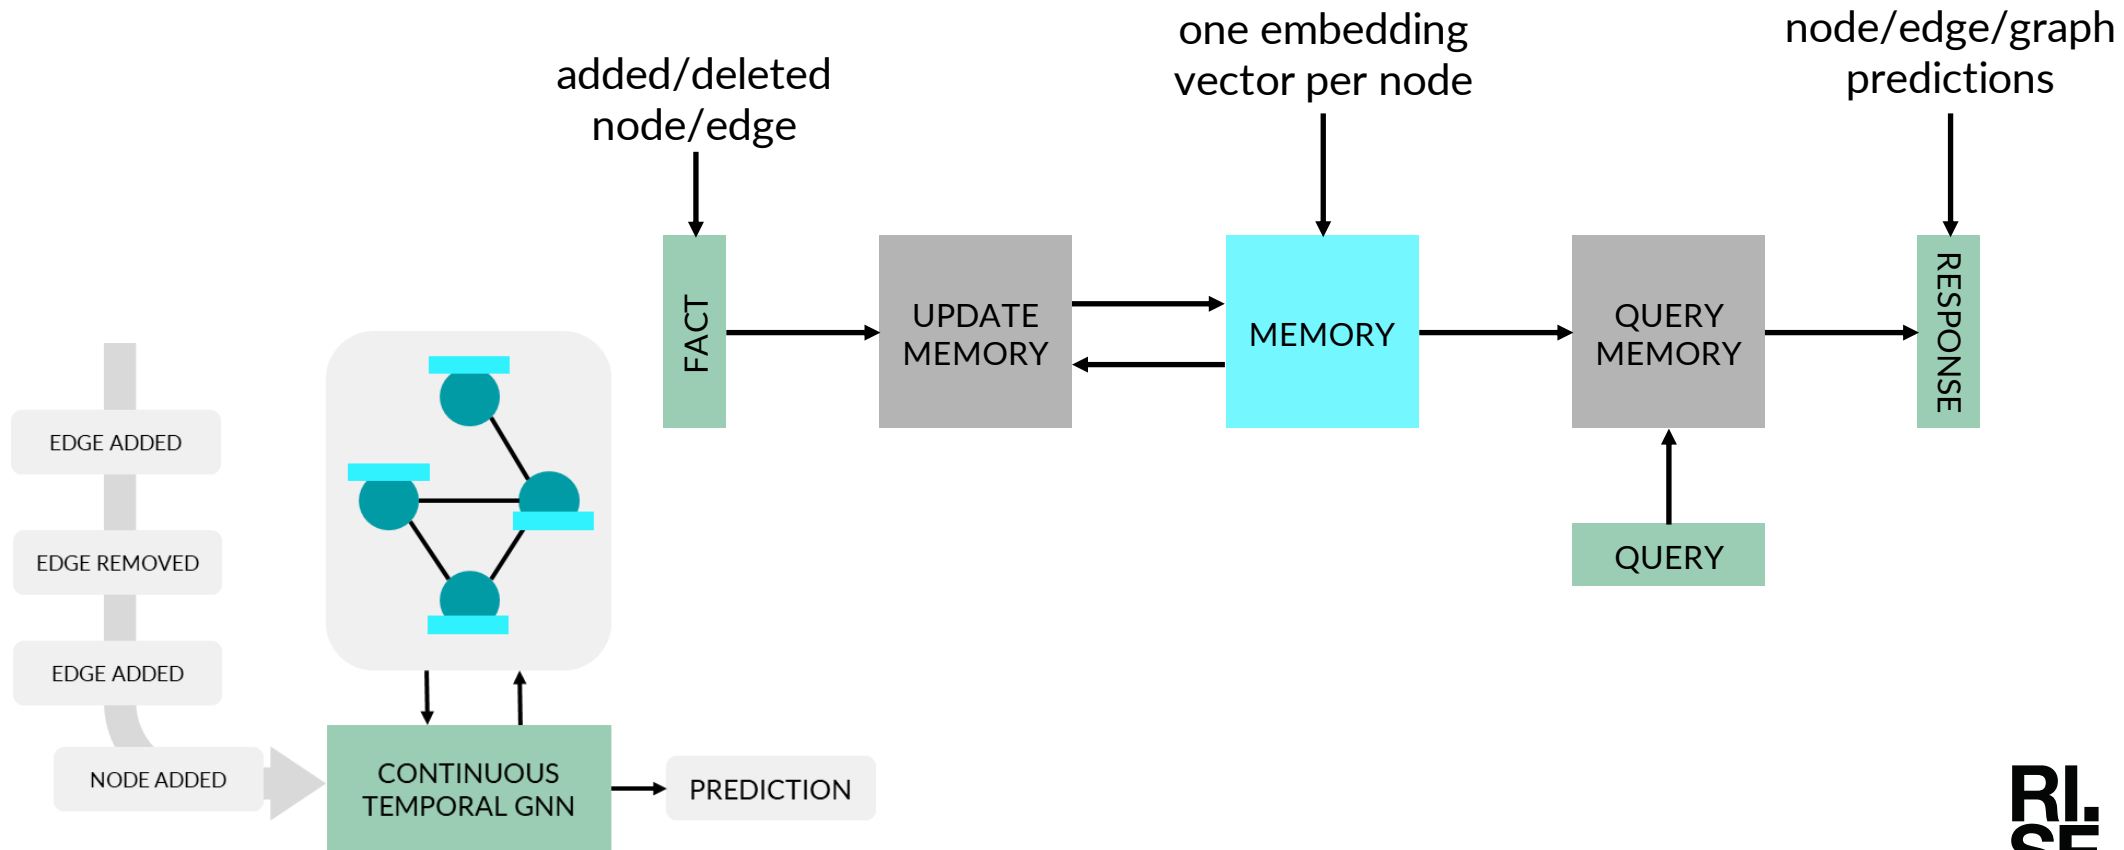 added/deleted
node/edge
one embedding
vector per node
node/edge/graph
predictions
FACT
UPDATE
MEMORY
MEMORY
QUERY
MEMORY
RESPONSE
QUERY
EDGE ADDED
EDGE REMOVED
EDGE ADDED
NODE ADDED
CONTINUOUS
TEMPORAL GNN
PREDICTION
RI.
SE